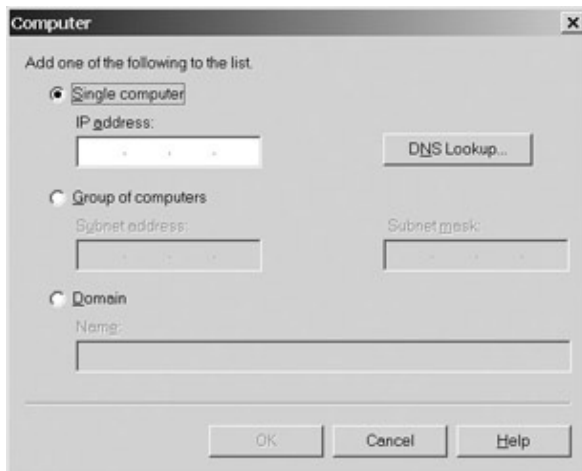 Computer
Add one of the following to the list.
Single computer
IP address:
DNS Lookup...
Group of computers
Subnet address:
Subnet mask:
Domain
Name:
OK
Cancel
Help